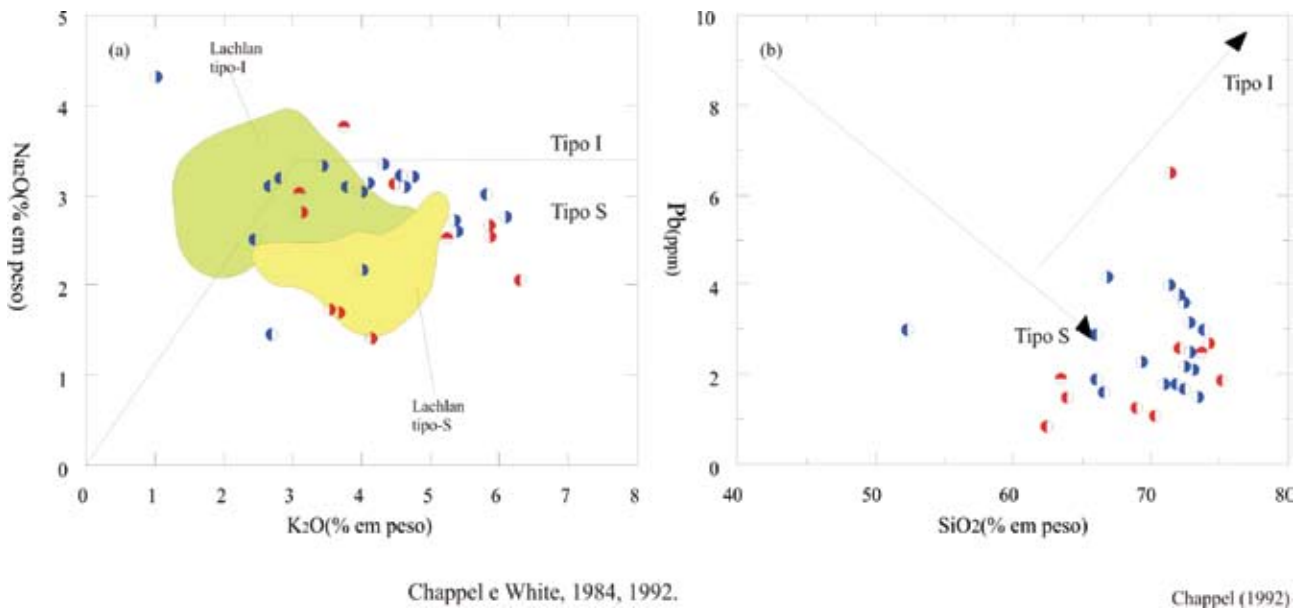 5
(a)
Lachlan
tipo-I
4
Tipo I
3
Tipo S
2
1
Lachlan
tipo-S
0
0 1 2 3 4 5 6 7 8
Na2O(% em peso)
K2O(% em peso)
10
(b)
Tipo I
8
6
4
Tipo S
2
0
40 50 60 70 80
Pb(ppm)
SiO2(% em peso)
Chappel e White, 1984, 1992.
Chappel (1992)